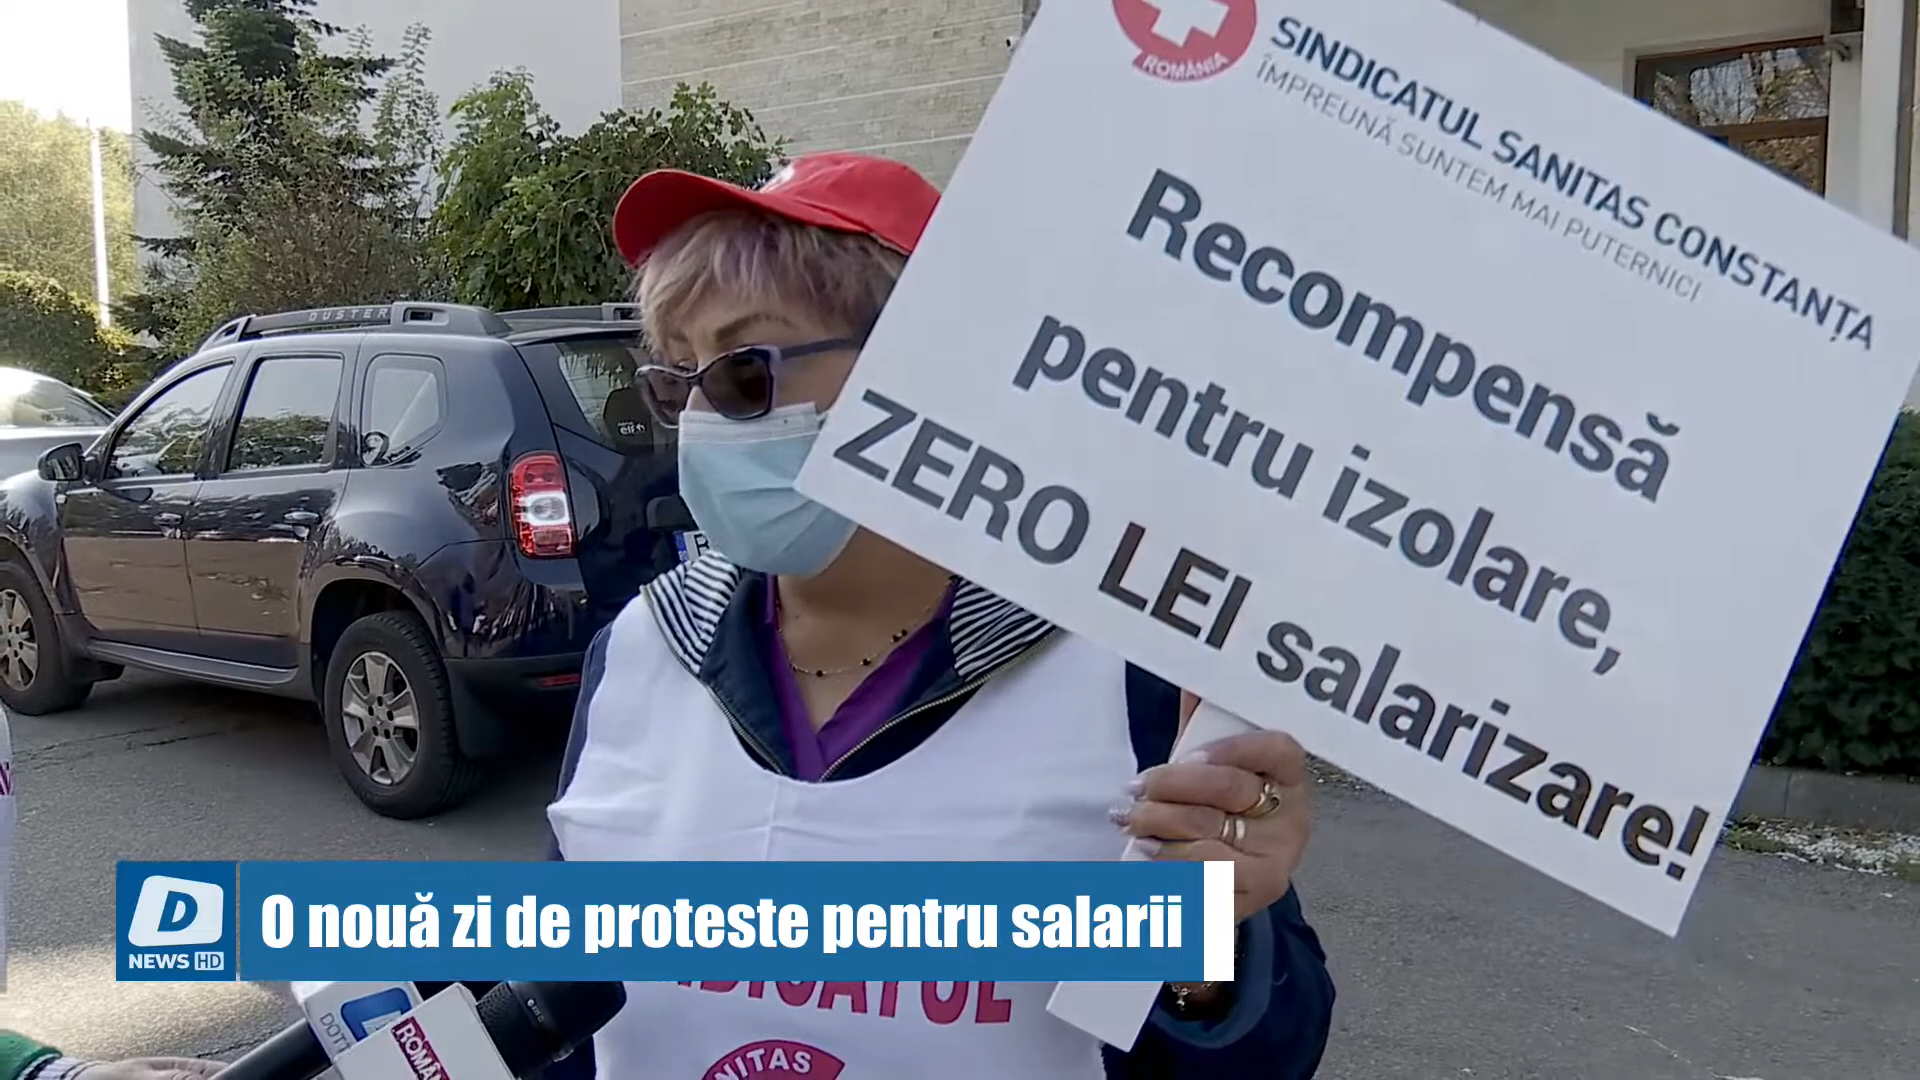 ROMÂNIA
SINDICATUL SANITAS CONSTANȚA
ÎMPREUNĂ SUNTEM MAI PUTERNICI
Recompensă
pentru izolare,
ZERO LEI salarizare!
DUSTER
elf
D
NEWS HD
O nouă zi de proteste pentru salarii